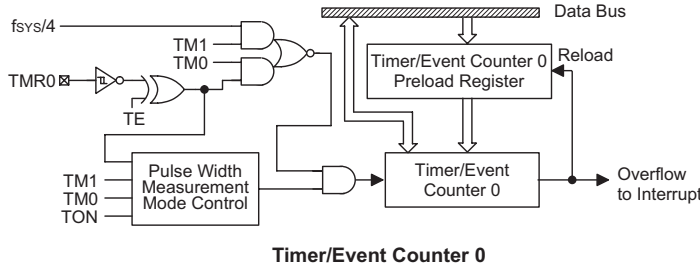 fSYS/4
TM1
TM0
TMR0
TE
Data Bus
Timer/Event Counter 0
Preload Register
Reload
TM1
TM0
TON
Pulse Width
Measurement
Mode Control
Timer/Event
Counter 0
Overflow
to Interrupt
Timer/Event Counter 0